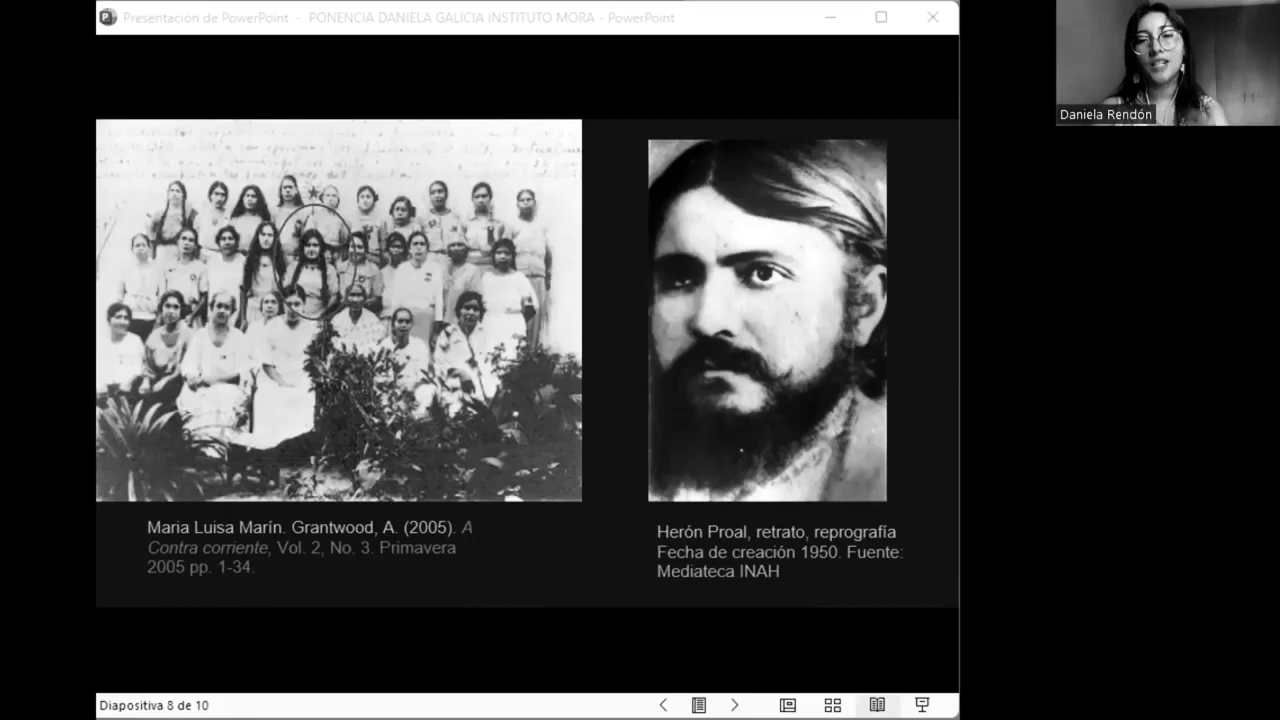 Presentación de PowerPoint - PONENCIA DANIELA GALICIA INSTITUTO MORA - PowerPoint
Daniela Rendón
Maria Luisa Marín. Grantwood, A. (2005). A
Contra corriente, Vol. 2, No. 3. Primavera
2005 pp. 1-34.
Herón Proal, retrato, reprografía
Fecha de creación 1950. Fuente:
Mediateca INAH
Diapositiva 8 de 10